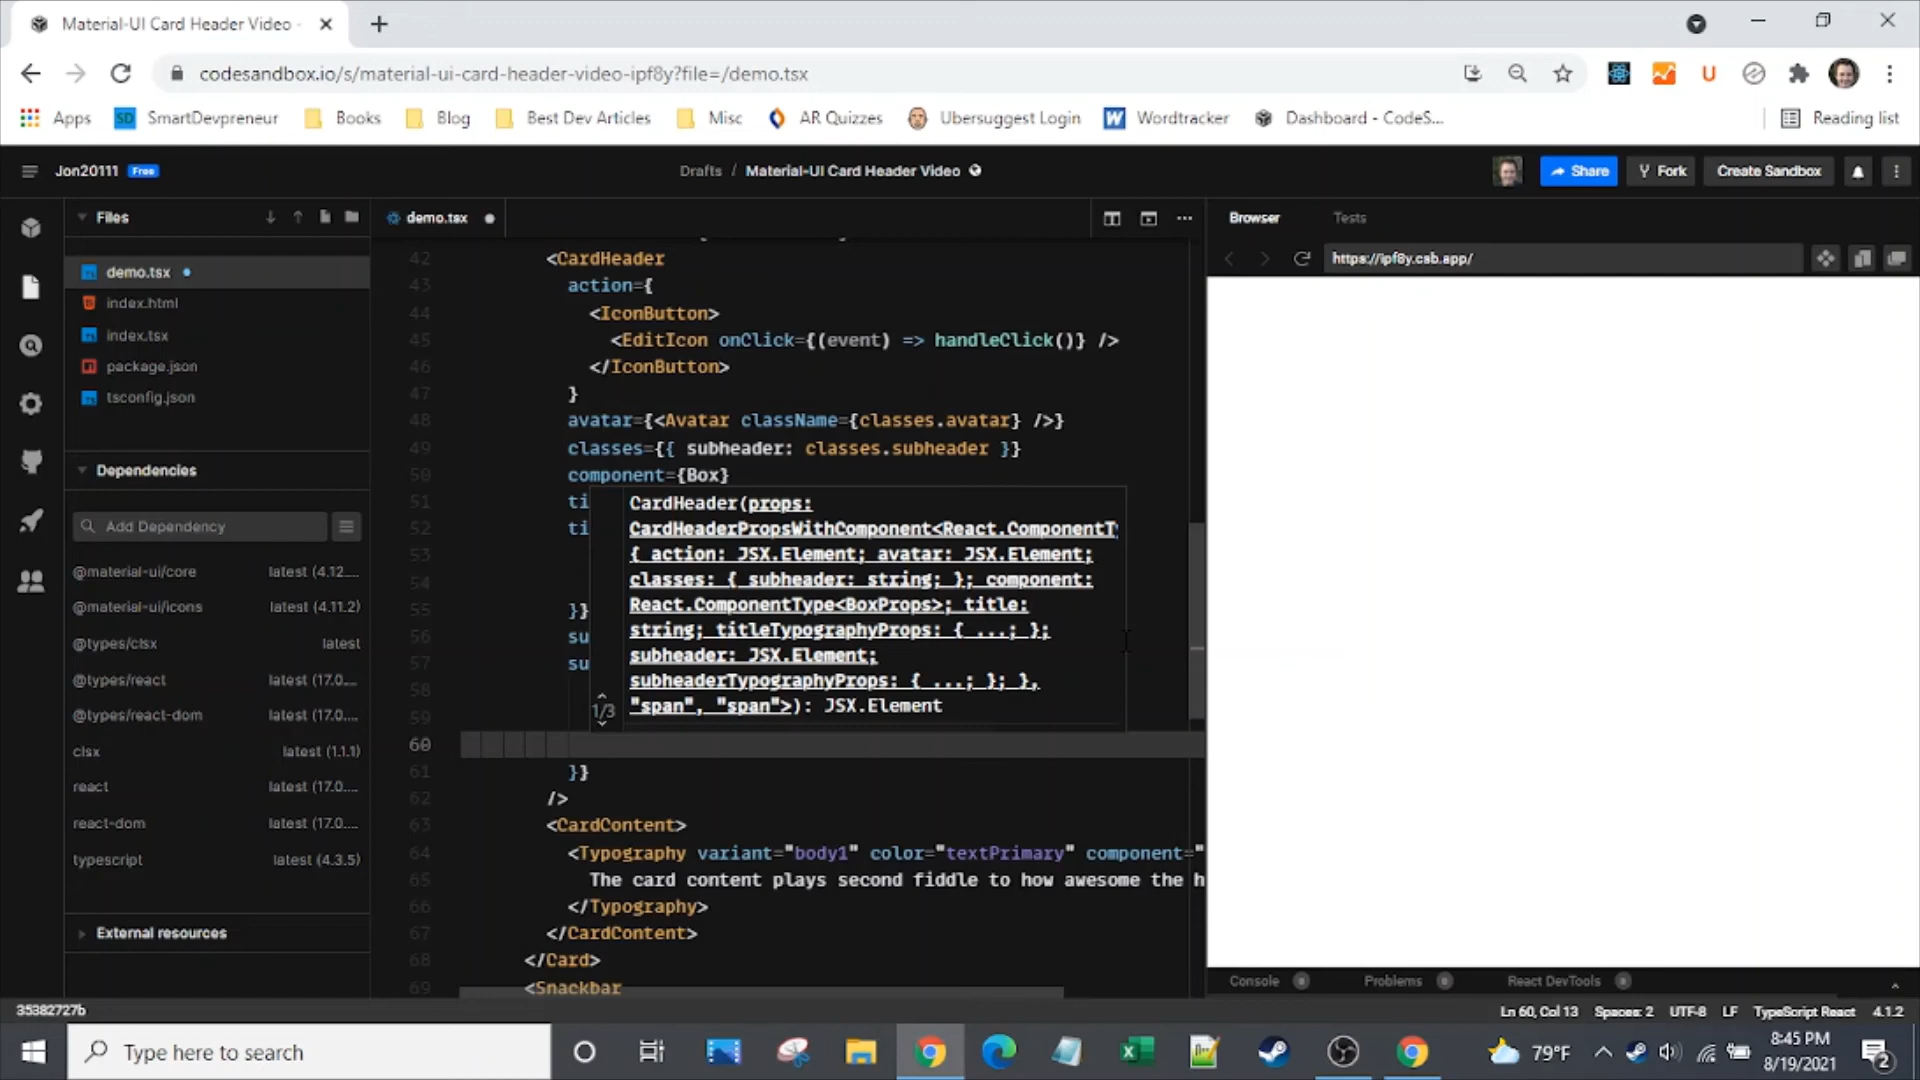 Material-UI Card Header Video -
codesandbox.io/s/material-ui-card-header-video-ipf8y?file=/demo.tsx
Apps
SD SmartDevpreneur
Books
Blog
Best Dev Articles
Misc
AR Quizzes
Ubersuggest Login
W Wordtracker
Dashboard - CodeS...
Reading list
Jon20111 Free
Drafts / Material-UI Card Header Video
Share
Fork
Create Sandbox
Files
demo.tsx
index.html
index.tsx
package.json
tsconfig.json
Dependencies
Add Dependency
@material-ui/core latest (4.12....
@material-ui/icons latest (4.11.2)
@types/clsx latest
@types/react latest (17.0....
@types/react-dom latest (17.0....
clsx latest (1.1.1)
react latest (17.0....
react-dom latest (17.0....
typescript latest (4.3.5)
External resources
35382727b
demo.tsx
42 <CardHeader
43 action={
44 <IconButton>
45 <EditIcon onClick={(event) => handleClick()} />
46 </IconButton>
47 }
48 avatar={<Avatar className={classes.avatar} />}
49 classes={{ subheader: classes.subheader }}
50 component={Box}
51 ti
52 ti
53
54
55 }}
56 su
57 su
58
59
60
61 }}
62 />
63 <CardContent>
64 <Typography variant="body1" color="textPrimary" component="
65 The card content plays second fiddle to how awesome the h
66 </Typography>
67 </CardContent>
68 </Card>
69 <Snackbar
CardHeader(props:
CardHeaderPropsWithComponent<React.ComponentTy
{ action: JSX.Element; avatar: JSX.Element;
classes: { subheader: string; }; component:
React.ComponentType<BoxProps>; title:
string; titleTypographyProps: { ...; };
subheader: JSX.Element;
subheaderTypographyProps: { ...; }; },
"span", "span">): JSX.Element
1/3
Browser
Tests
https://ipf8y.csb.app/
Console
Problems
React DevTools
Ln 60, Col 13 Spaces: 2 UTF-8 LF TypeScript React 4.1.2
Type here to search
79°F
8:45 PM
8/19/2021
2